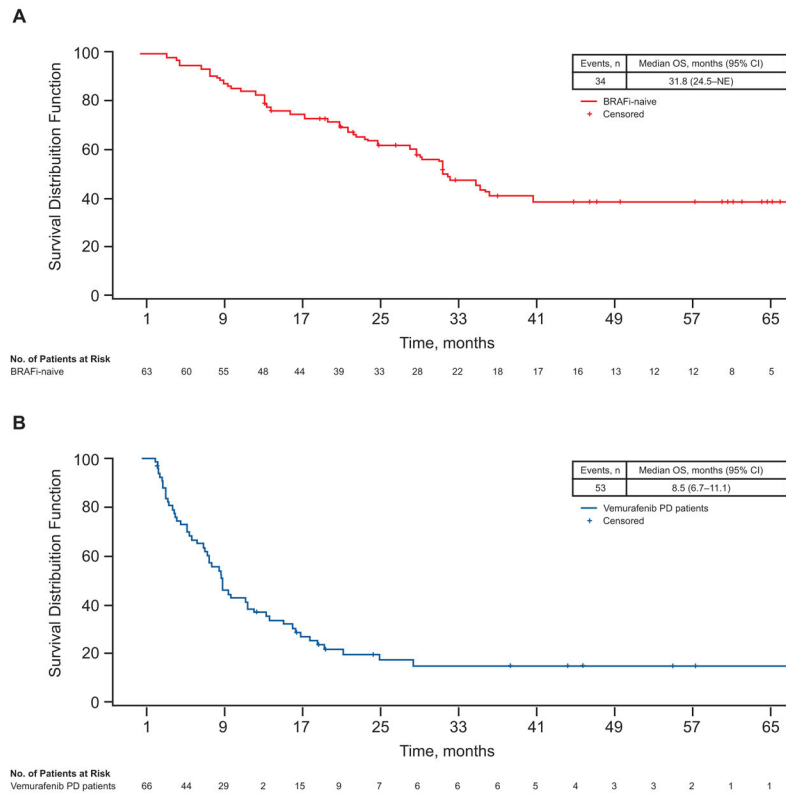 A
Events, n Median OS, months (95% CI)
34 31.8 (24.5–NE)
BRAFi-naive
Censored
Survival Distribuition Function
100
80
60
40
20
0
1 9 17 25 33 41 49 57 65
Time, months
No. of Patients at Risk
BRAFi-naive 63 60 55 48 44 39 33 28 22 18 17 16 13 12 12 8 5
B
Events, n Median OS, months (95% CI)
53 8.5 (6.7–11.1)
Vemurafenib PD patients
Censored
Survival Distribuition Function
100
80
60
40
20
0
1 9 17 25 33 41 49 57 65
Time, months
No. of Patients at Risk
Vemurafenib PD patients 66 44 29 2 15 9 7 6 6 6 5 4 3 3 2 1 1